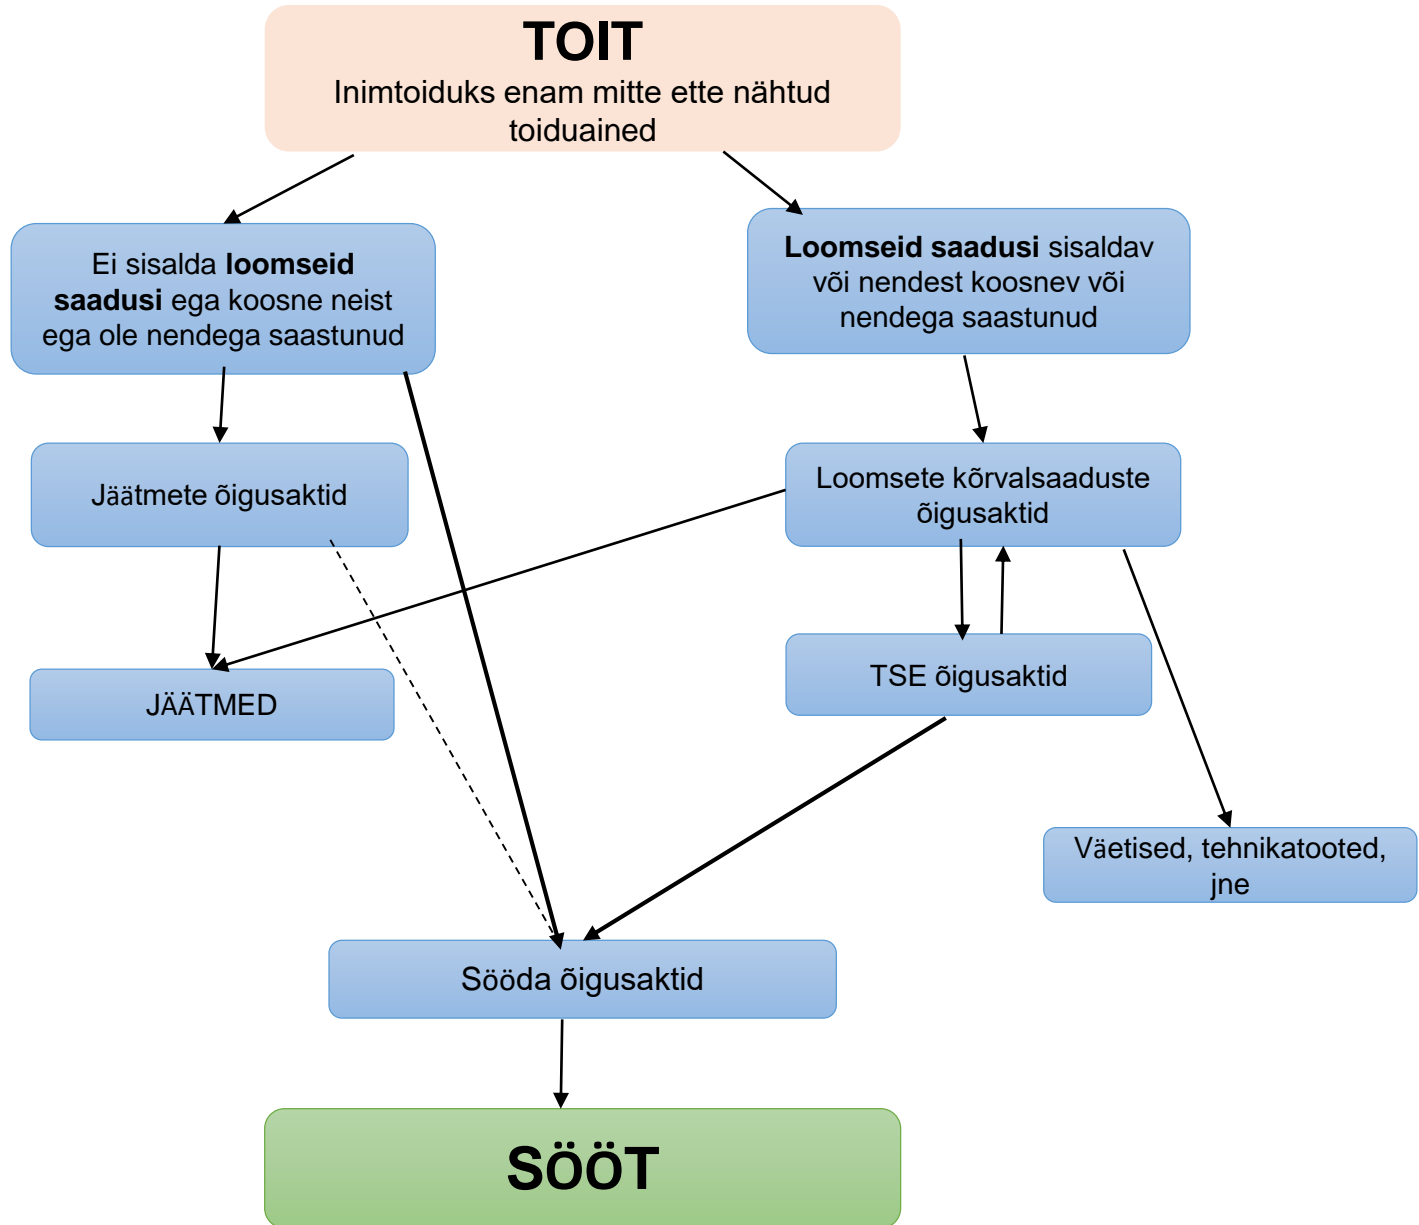 TOIT
Inimtoiduks enam mitte ette nähtud
toiduained
Ei sisalda loomseid
saadusi ega koosne neist
ega ole nendega saastunud
Loomseid saadusi sisaldav
või nendest koosnev või
nendega saastunud
Jäätmete õigusaktid
Loomsete kõrvalsaaduste
õigusaktid
JÄÄTMED
TSE õigusaktid
Väetised, tehnikatooted,
jne
Sööda õigusaktid
SÖÖT